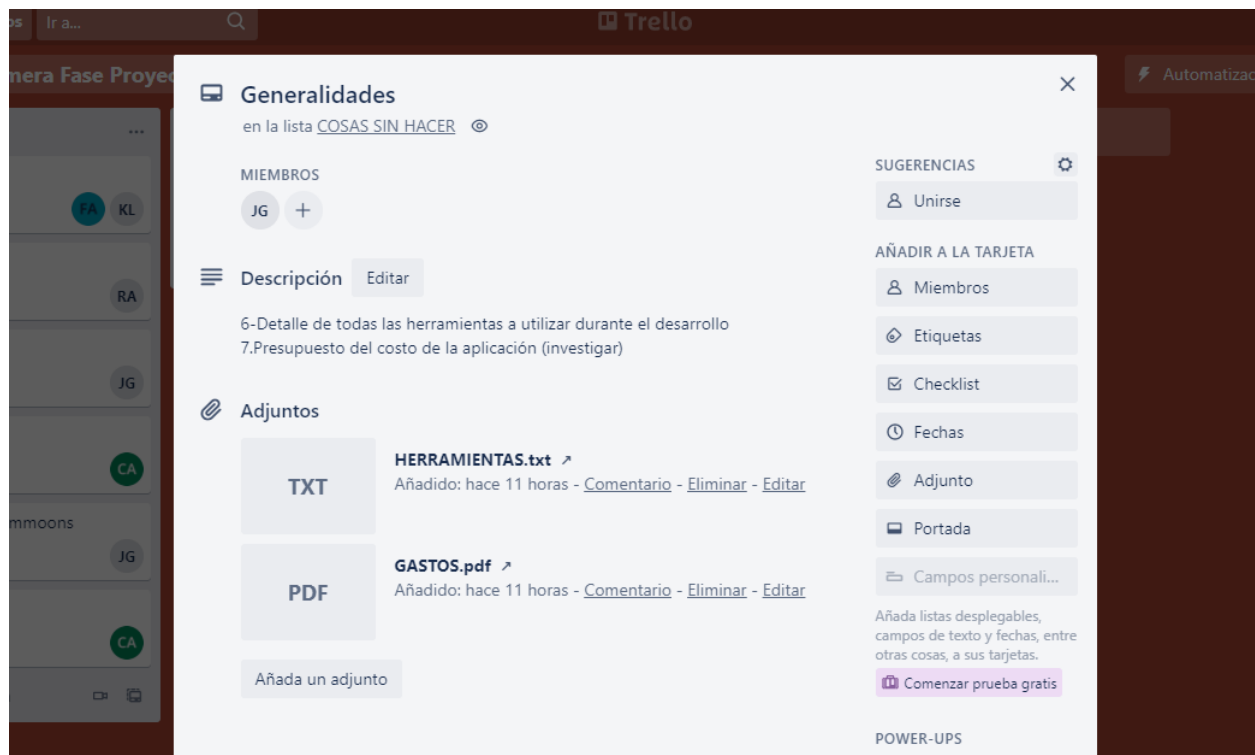 os
Ir a...
Trello
mera Fase Proyec
Automatizac
Generalidades
en la lista COSAS SIN HACER
MIEMBROS
JG
Descripción
Editar
6-Detalle de todas las herramientas a utilizar durante el desarrollo
7.Presupuesto del costo de la aplicación (investigar)
Adjuntos
TXT
HERRAMIENTAS.txt ↗
Añadido: hace 11 horas - Comentario - Eliminar - Editar
PDF
GASTOS.pdf ↗
Añadido: hace 11 horas - Comentario - Eliminar - Editar
Añada un adjunto
SUGERENCIAS
Unirse
AÑADIR A LA TARJETA
Miembros
Etiquetas
Checklist
Fechas
Adjunto
Portada
Campos personali...
Añada listas desplegables,
campos de texto y fechas, entre
otras cosas, a sus tarjetas.
Comenzar prueba gratis
POWER-UPS
FA KL
RA
JG
CA
mmoons
JG
CA